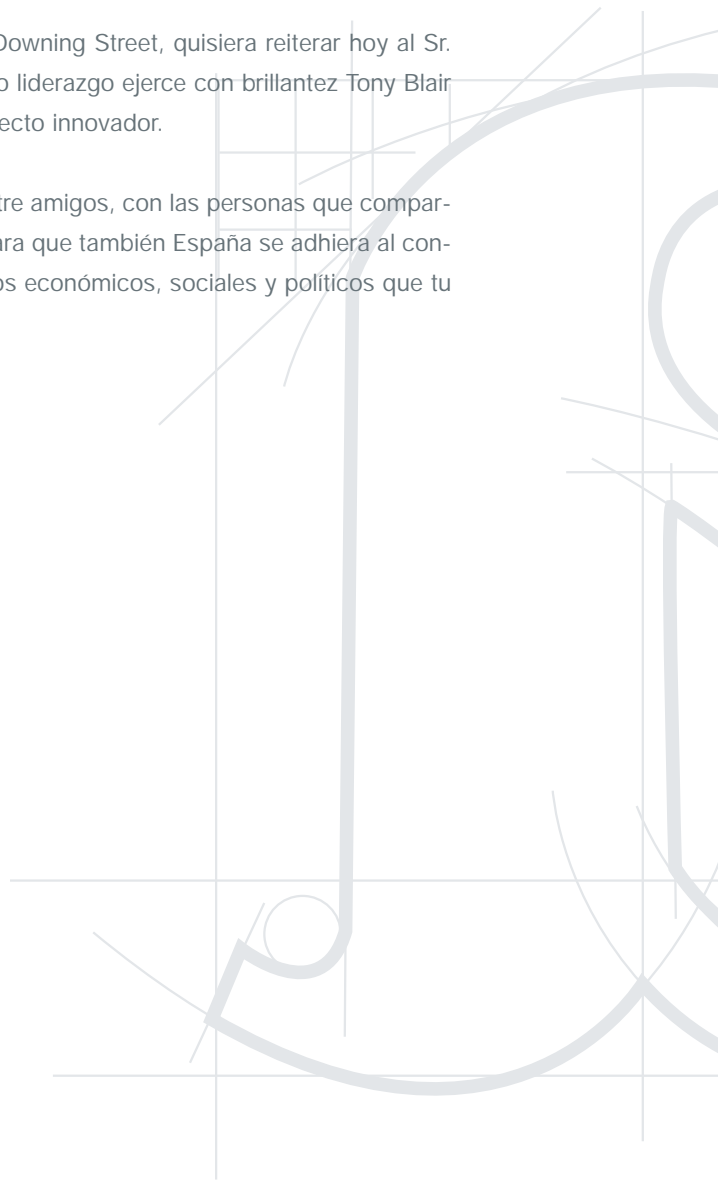 Downing Street, quisiera reiterar hoy al Sr.
o liderazgo ejerce con brillantez Tony Blair
ecto innovador.
tre amigos, con las personas que compar-
ara que también España se adhiera al con-
os económicos, sociales y políticos que tu